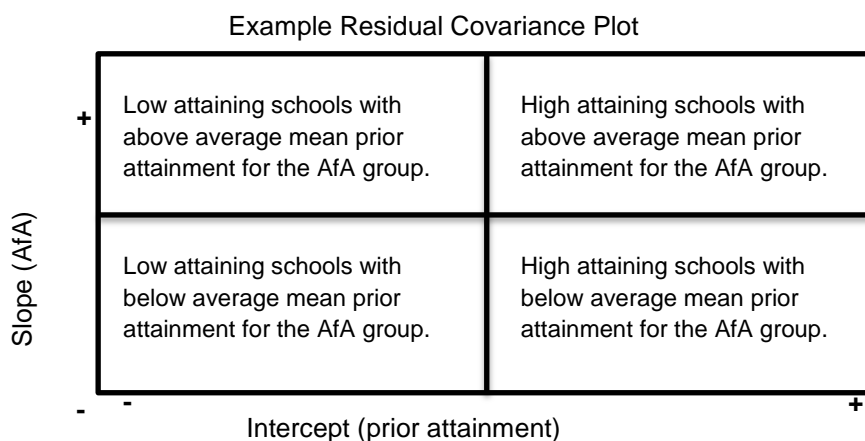 Example Residual Covariance Plot
+
Low attaining schools with
above average mean prior
attainment for the AfA group.
High attaining schools with
above average mean prior
attainment for the AfA group.
Slope (AfA)
Low attaining schools with
below average mean prior
attainment for the AfA group.
High attaining schools with
below average mean prior
attainment for the AfA group.
-
-
+
Intercept (prior attainment)